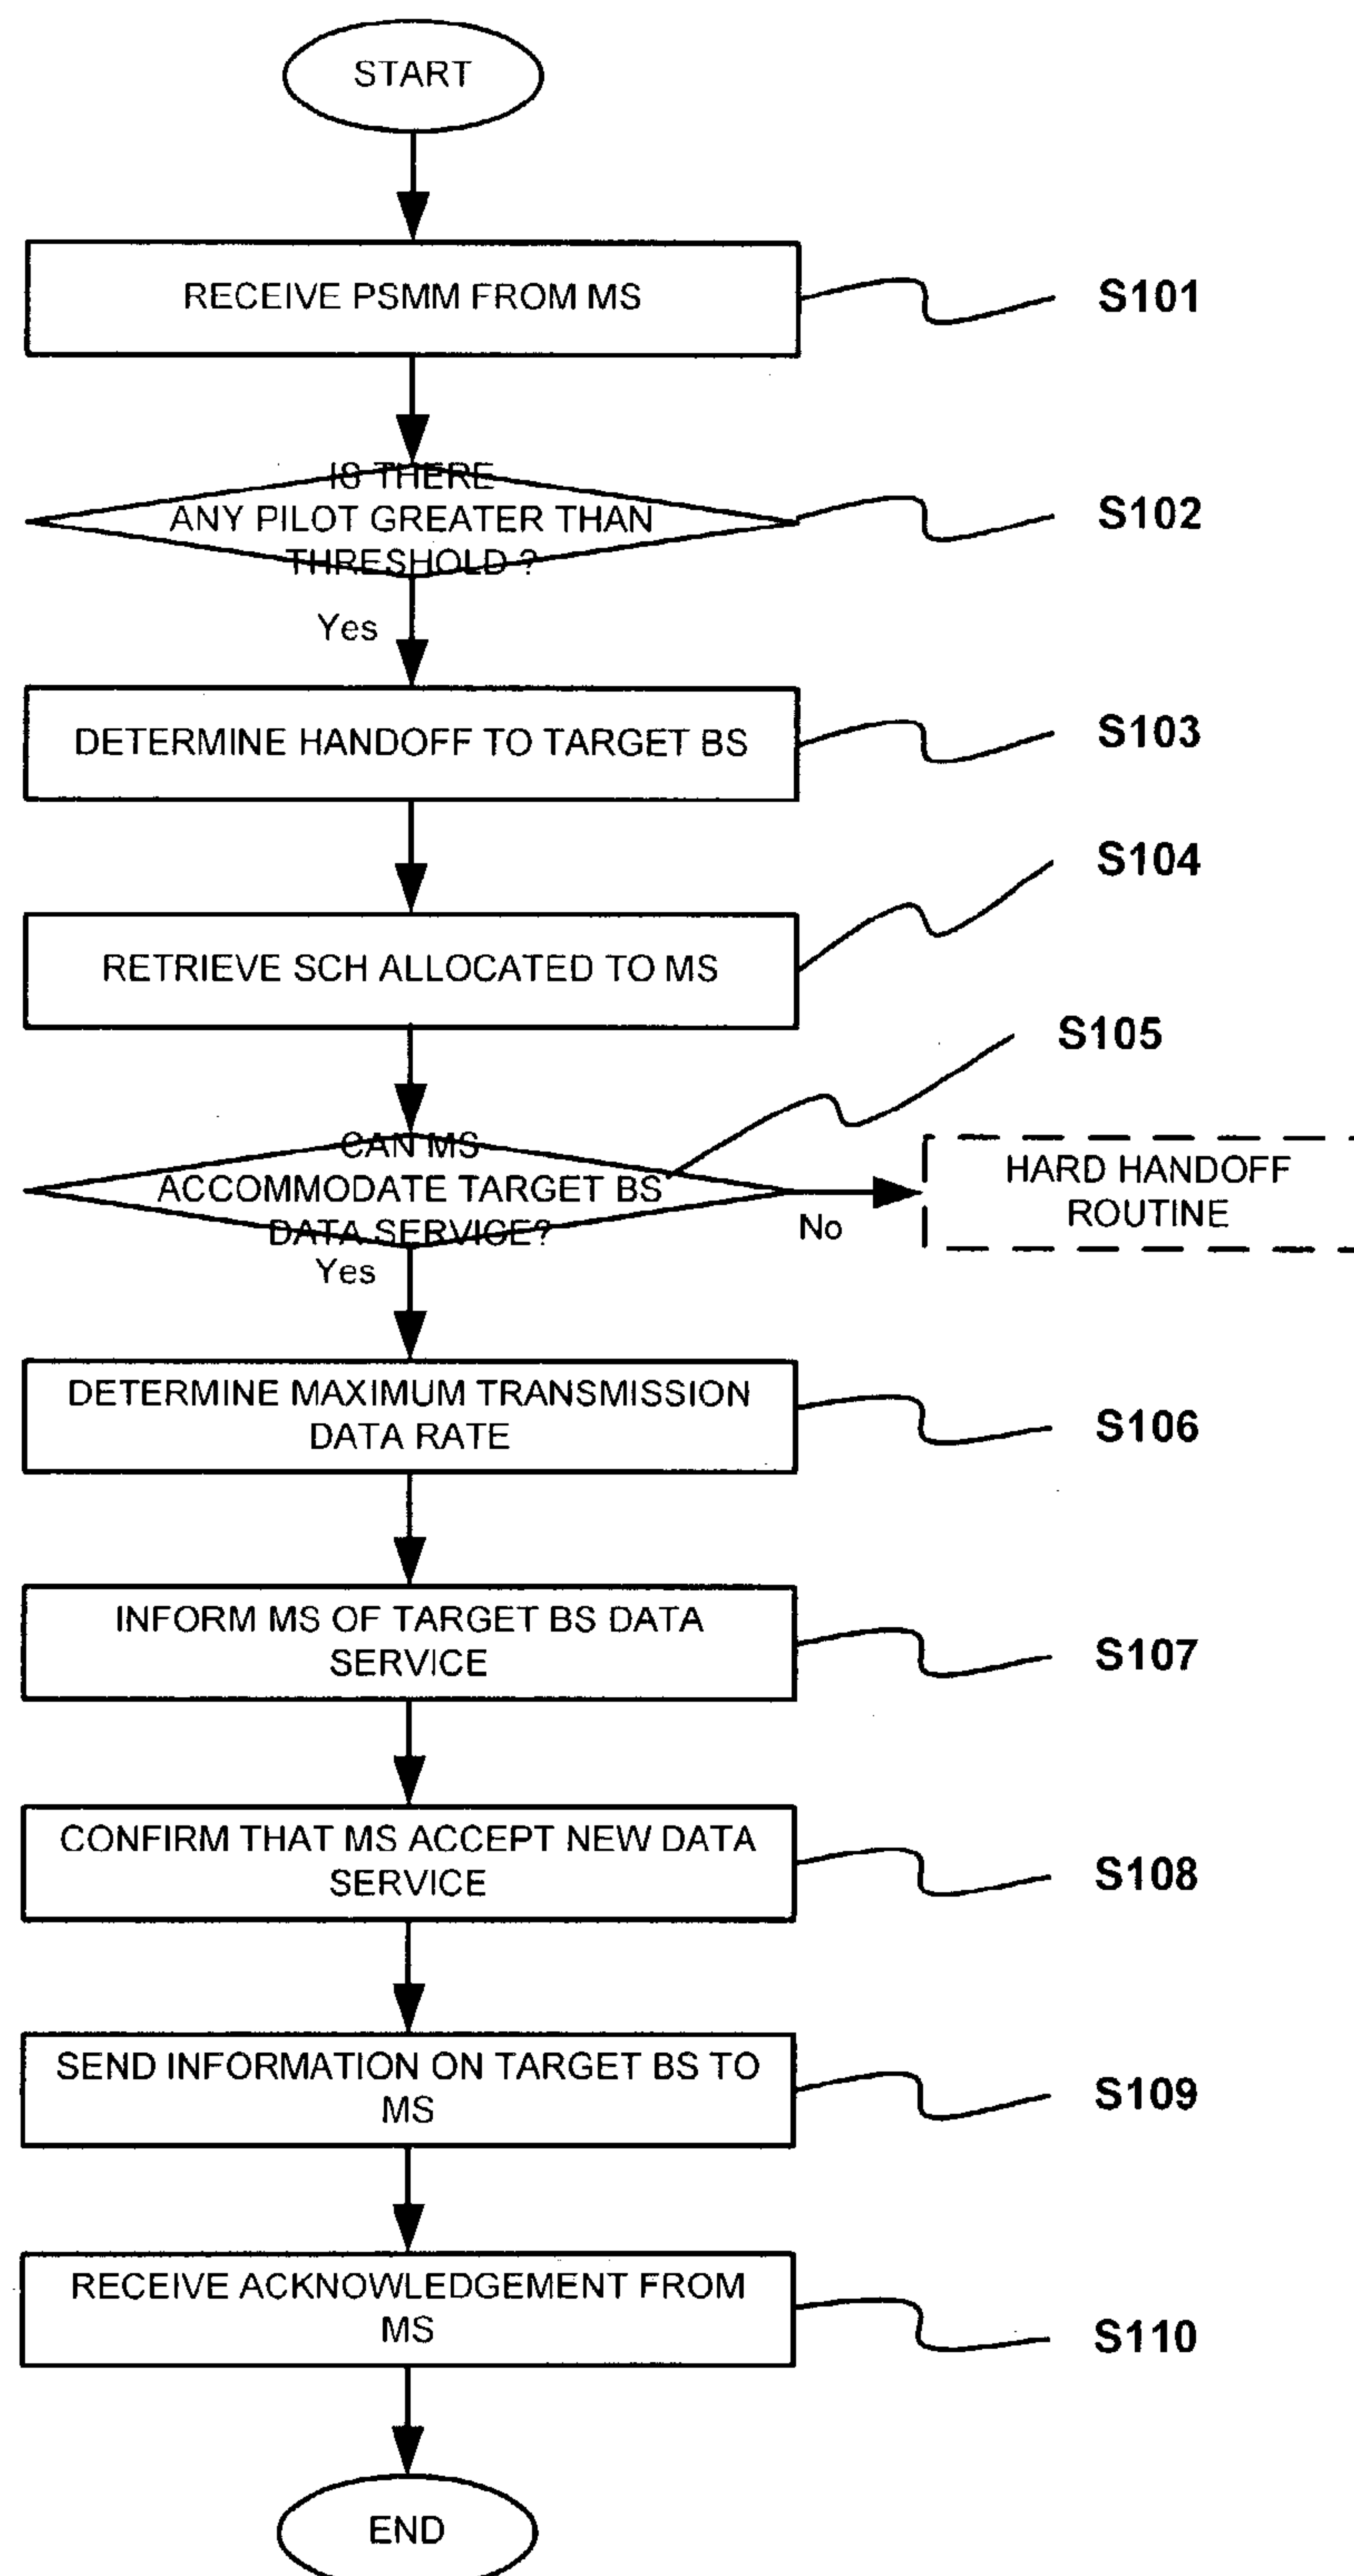 START
RECEIVE PSMM FROM MS
S101
IS THERE
ANY PILOT GREATER THAN
THRESHOLD ?
S102
Yes
DETERMINE HANDOFF TO TARGET BS
S103
S104
RETRIEVE SCH ALLOCATED TO MS
S105
CAN MS
ACCOMMODATE TARGET BS
DATA SERVICE?
No
HARD HANDOFF
ROUTINE
Yes
DETERMINE MAXIMUM TRANSMISSION
DATA RATE
S106
INFORM MS OF TARGET BS DATA
SERVICE
S107
CONFIRM THAT MS ACCEPT NEW DATA
SERVICE
S108
SEND INFORMATION ON TARGET BS TO
MS
S109
RECEIVE ACKNOWLEDGEMENT FROM
MS
S110
END